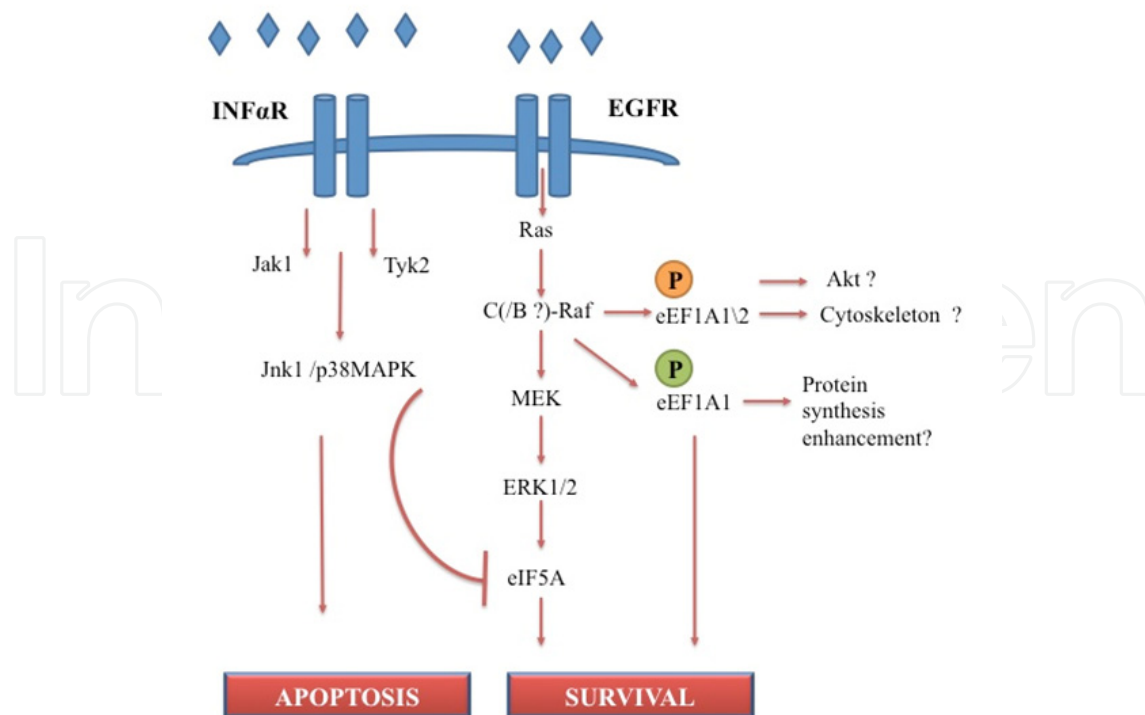 INFαR
EGFR
Ras
Jak1
Tyk2
P
C(/B ?)-Raf
eEF1A1\2
Akt ?
Cytoskeleton ?
Jnk1 /p38MAPK
P
MEK
eEF1A1
Protein
synthesis
enhancement?
ERK1/2
eIF5A
APOPTOSIS
SURVIVAL